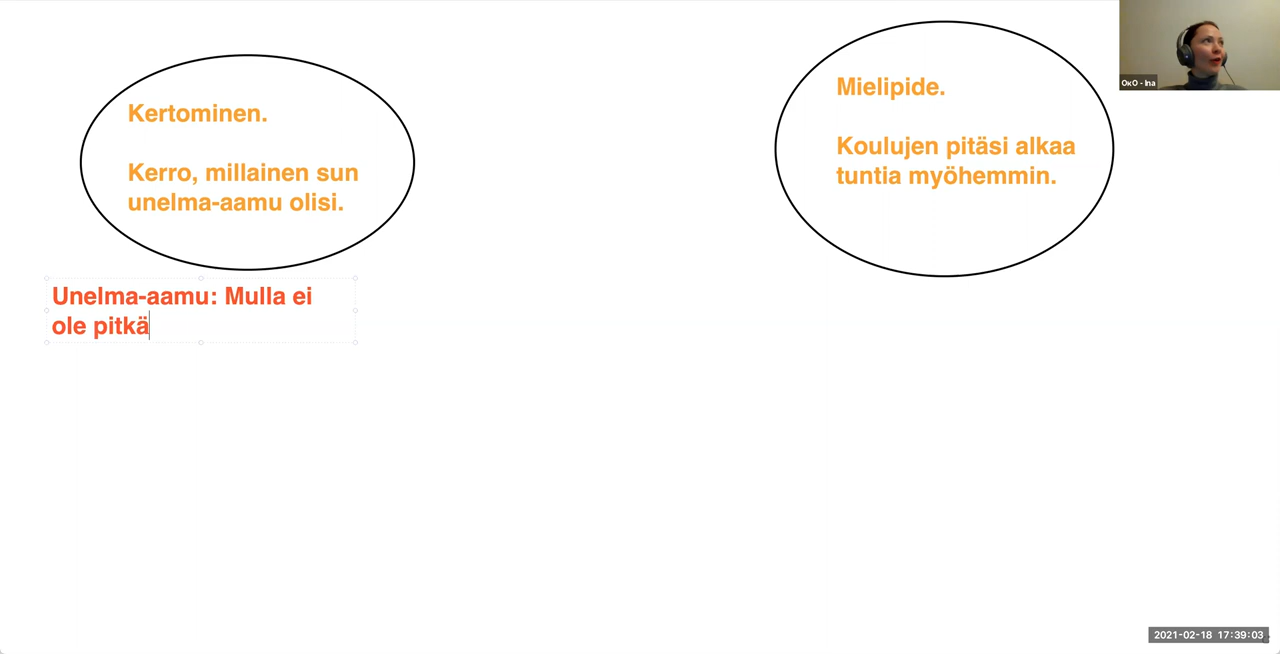 Kertominen.
Kerro, millainen sun
unelma-aamu olisi.
Unelma-aamu: Mulla ei
ole pitkä
Mielipide.
Koulujen pitäsi alkaa
tuntia myöhemmin.
OκO - Ina
2021-02-18 17:39:03